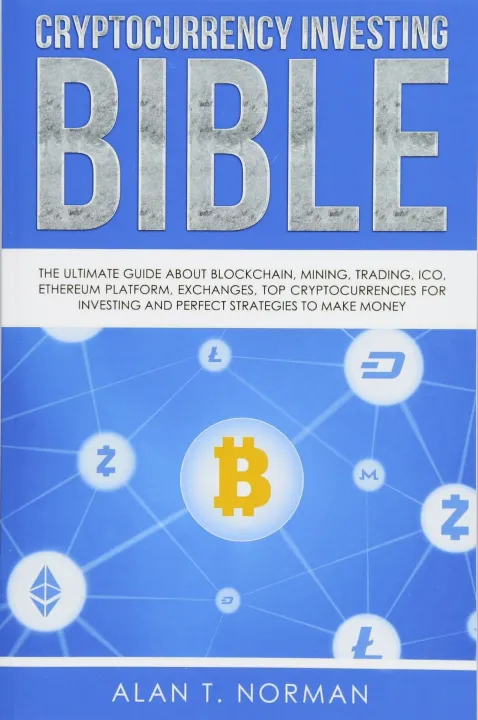 CRYPTOCURRENCY INVESTING
BIBLE
THE ULTIMATE GUIDE ABOUT BLOCKCHAIN, MINING, TRADING, ICO,
ETHEREUM PLATFORM, EXCHANGES, TOP CRYPTOCURRENCIES FOR
INVESTING AND PERFECT STRATEGIES TO MAKE MONEY
ALAN T. NORMAN